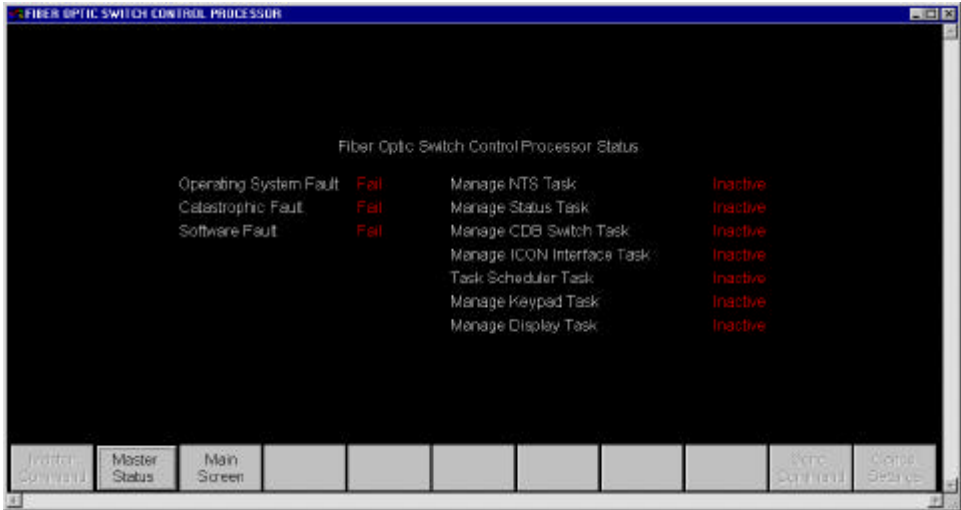 FIBER OPTIC SWITCH CONTROL PROCESSOR
Fiber Optic Switch Control Processor Status
Operating System Fault Fail Manage NTS Task Inactive
Catastrophic Fault Fail Manage Status Task Inactive
Software Fault Fail Manage CDB Switch Task Inactive
Manage ICON Interface Task Inactive
Task Scheduler Task Inactive
Manage Keypad Task Inactive
Manage Display Task Inactive
Master Main
Command Status Screen Command